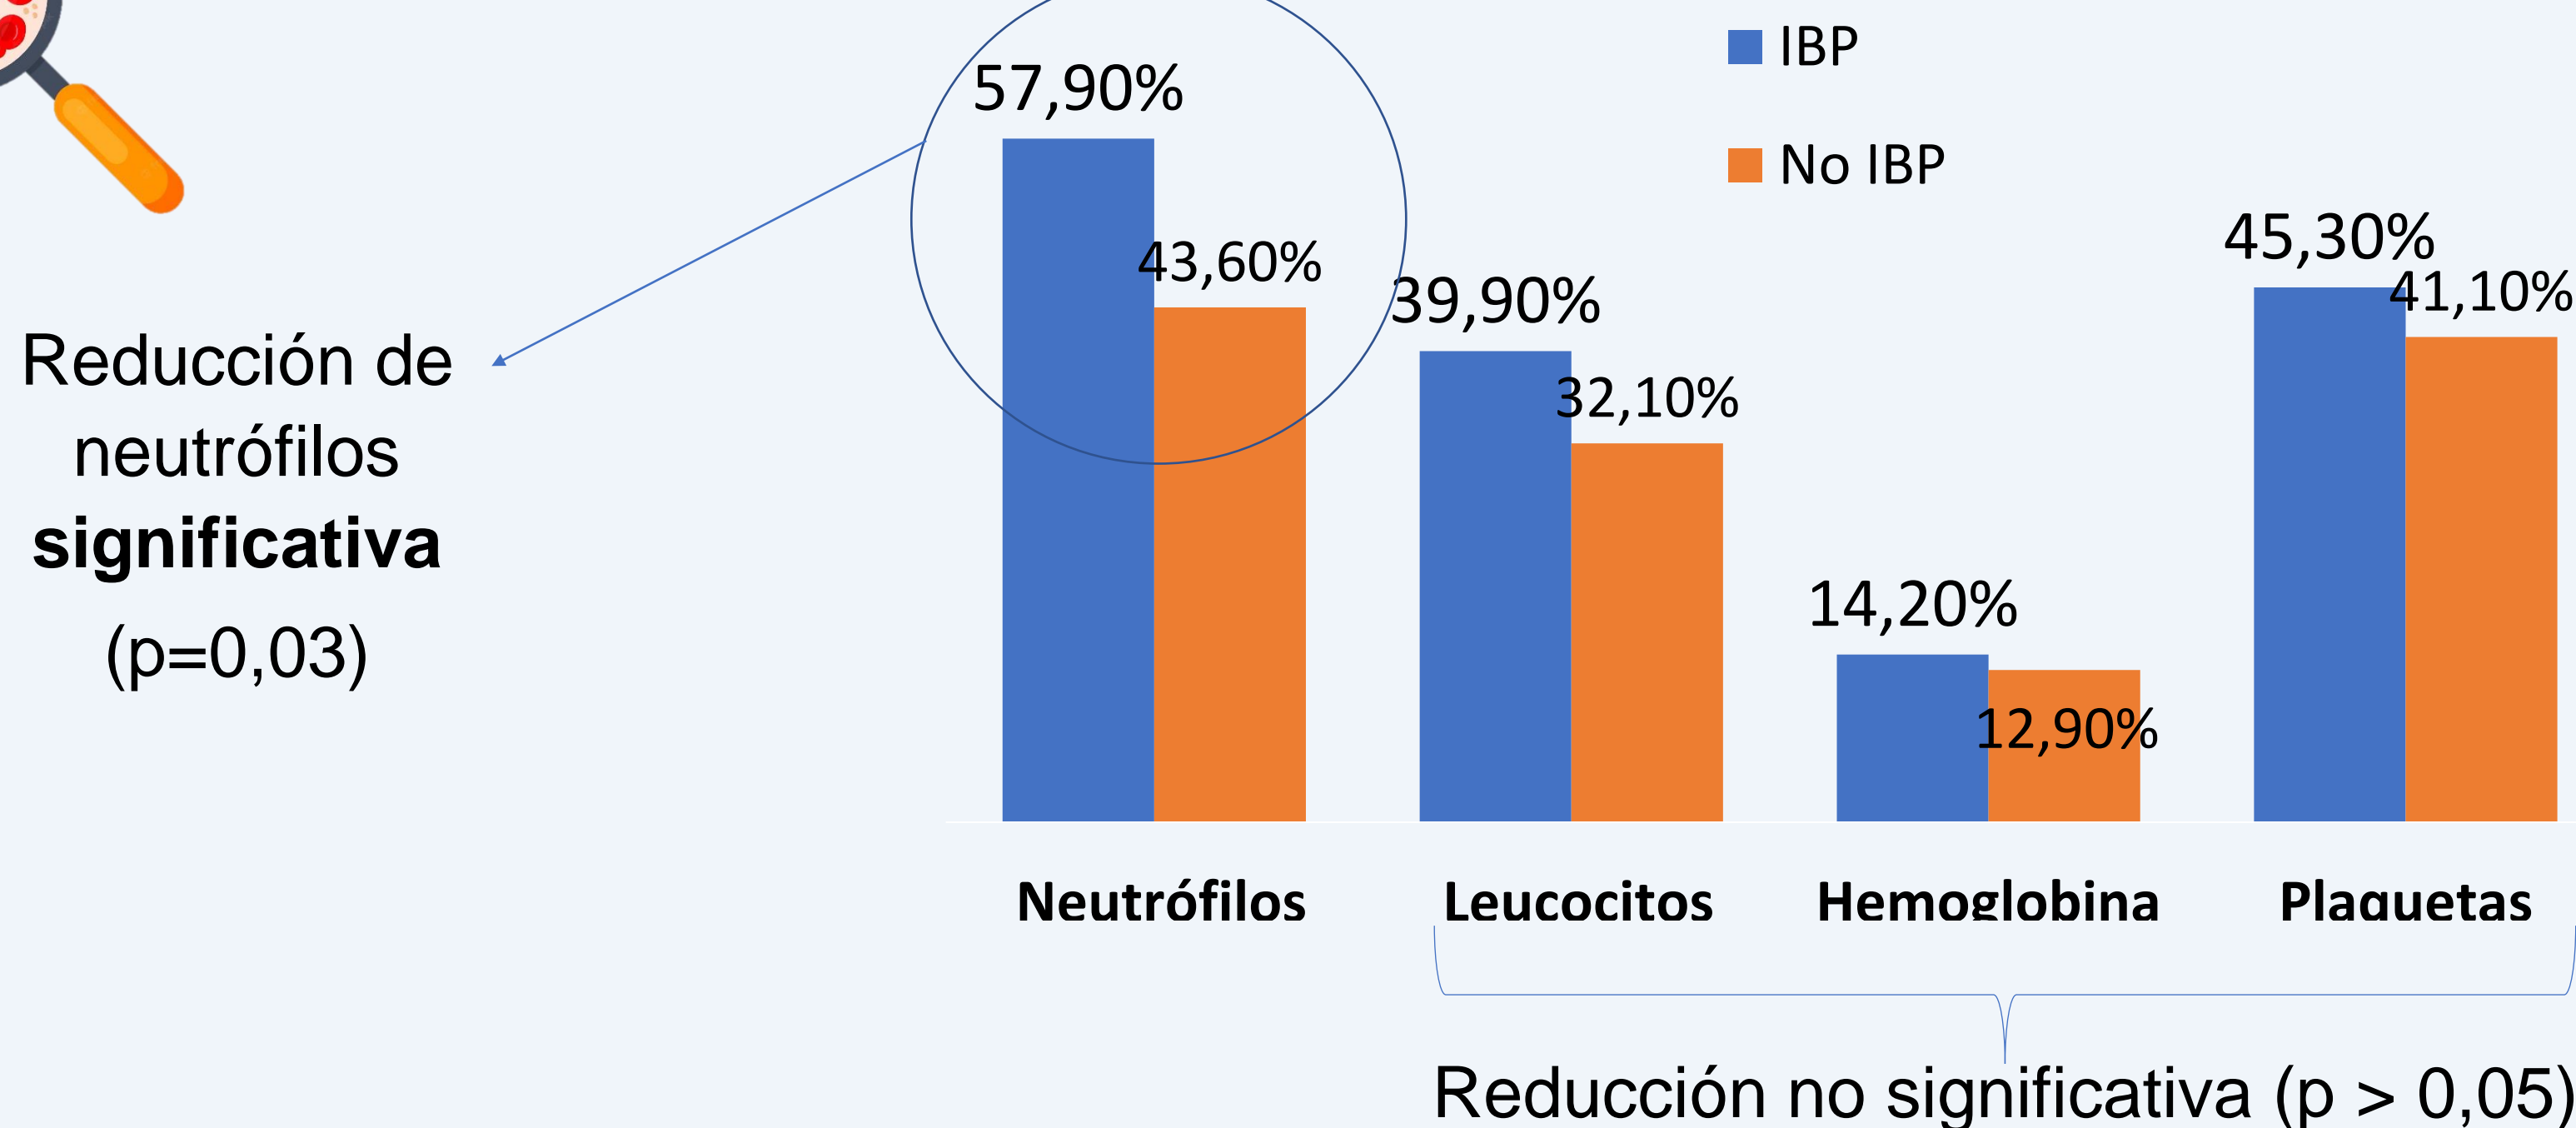 IBP
No IBP
57,90%
43,60%
39,90%
32,10%
14,20%
12,90%
45,30%
41,10%
Reducción de
neutrófilos
significativa
(p=0,03)
Neutrófilos
Leucocitos
Hemoglobina
Plaquetas
Reducción no significativa (p > 0,05)